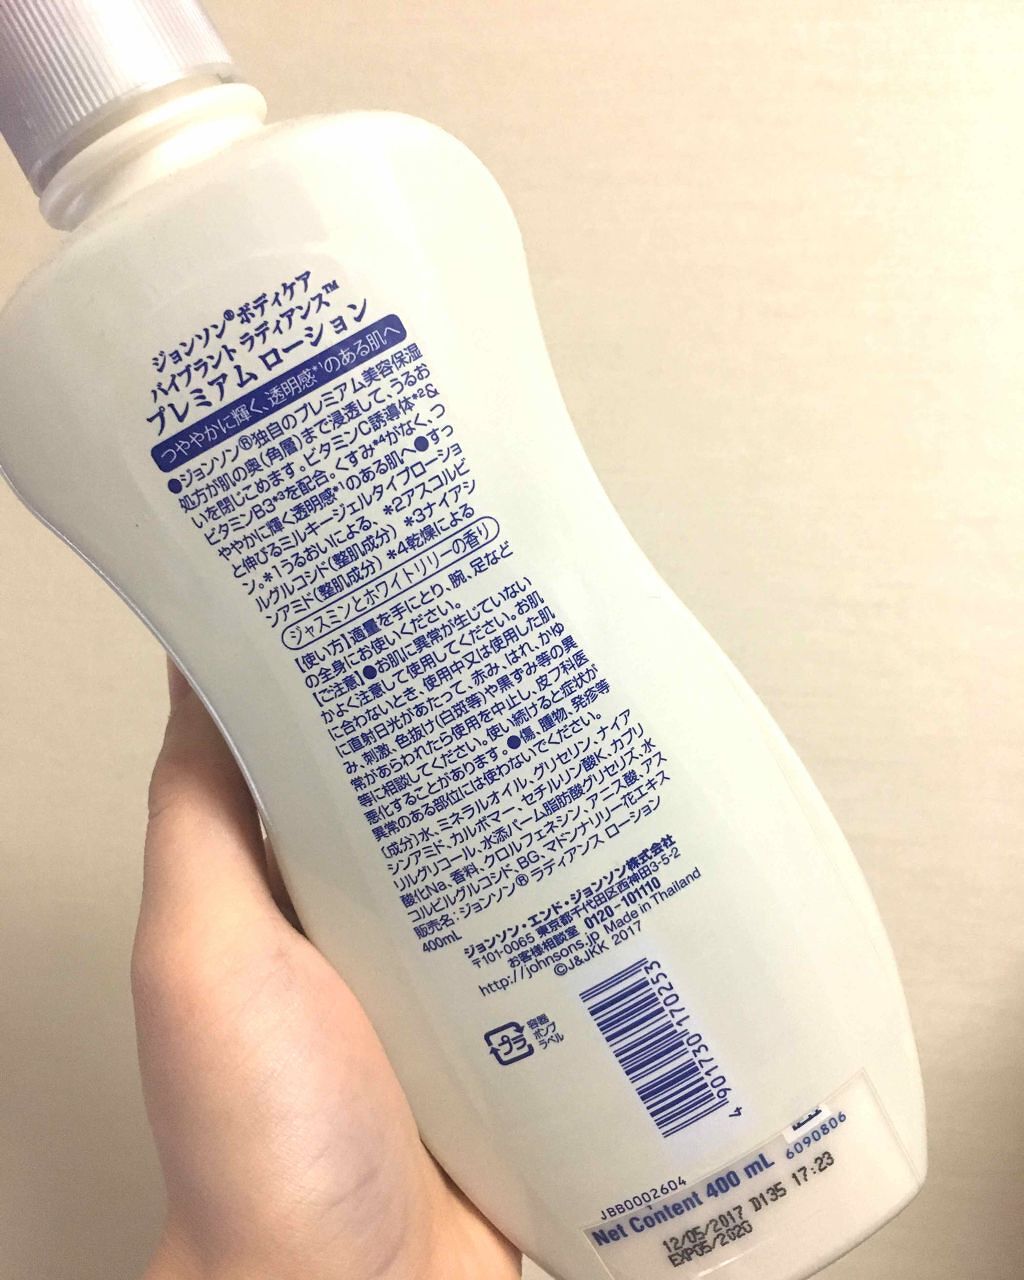 ジョンソン®ボディケア
バイブラント ラディアンス™
プレミアム ローション
つややかに輝く、透明感*¹のある肌へ
●ジョンソン®独自のプレミアム美容保湿
処方が肌の奥(角層)まで浸透して、うるお
いを閉じこめます。ビタミンC誘導体*²&
ビタミンB3*³を配合。くすみ*⁴がなく、つ
ややかに輝く透明感*¹のある肌へ●すっ
と伸びるミルキージェルタイプローショ
ン。*1うるおいによる、*2アスコルビ
ルグルコシド(整肌成分) *3ナイアシ
ンアミド(整肌成分) *4乾燥による
ジャスミンとホワイトリリーの香り
【使い方】適量を手にとり、腕、足など
の全身にお使いください。
【ご注意】●お肌に異常が生じていない
かよく注意して使用してください。お肌
に合わないとき、使用中又は使用した肌
に直射日光があたって、赤み、はれ、かゆ
み、刺激、色抜け(白斑等)や黒ずみ等の異
常があらわれたら使用を中止し、皮フ科医
等に相談してください。使い続けると症状が
悪化することがあります。●傷、腫物、発疹等
異常のある部位には使わないでください。
(成分)水、ミネラルオイル、グリセリン、ナイア
シンアミド、カルボマー、セチルリン酸K、カプリ
リルグリコール、水添パーム脂肪酸グリセリズ、水
酸化Na、香料、クロルフェネシン、アニス酸、アス
コルビルグルコシド、BG、マドンナリリー花エキス
販売名:ジョンソン® ラディアンス ローション
400mL
ジョンソン・エンド・ジョンソン株式会社
〒101-0065 東京都千代田区西神田3-5-2
お客様相談室 0120-101110
http://johnsons.jp Made in Thailand
©J&JKK 2017
プラ
容器
ポンプ
ラベル
4 901730 170253
JBB0002604
6090806
Net Content 400 mL
12/05/2017 D135 17:23
EXP05/2020